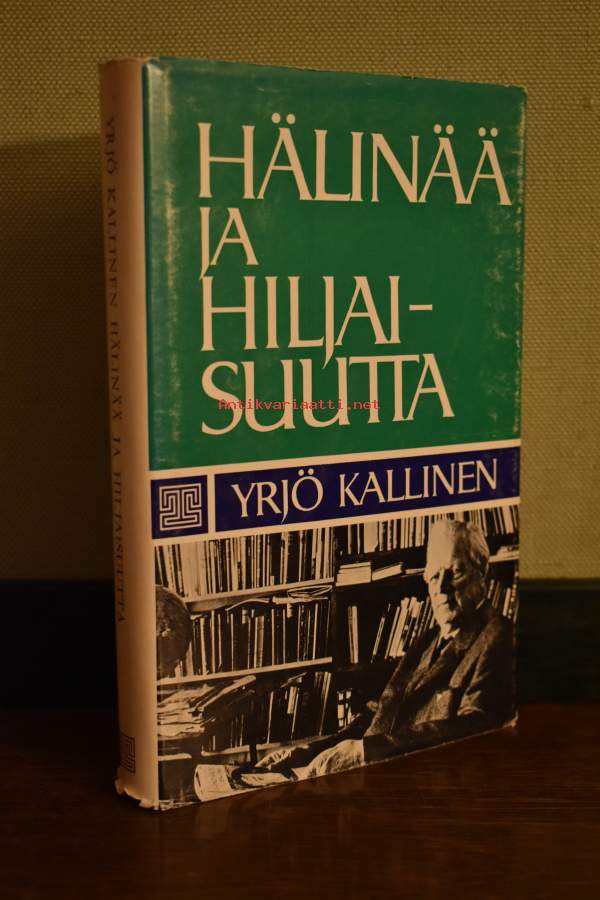 HÄLINÄÄ
JA
HILJAI-
SUUTTA
Antikvariaatti.net
YRJÖ KALLINEN
YRJÖ KALLINEN HÄLINÄÄ JA HILJAISUUTTA